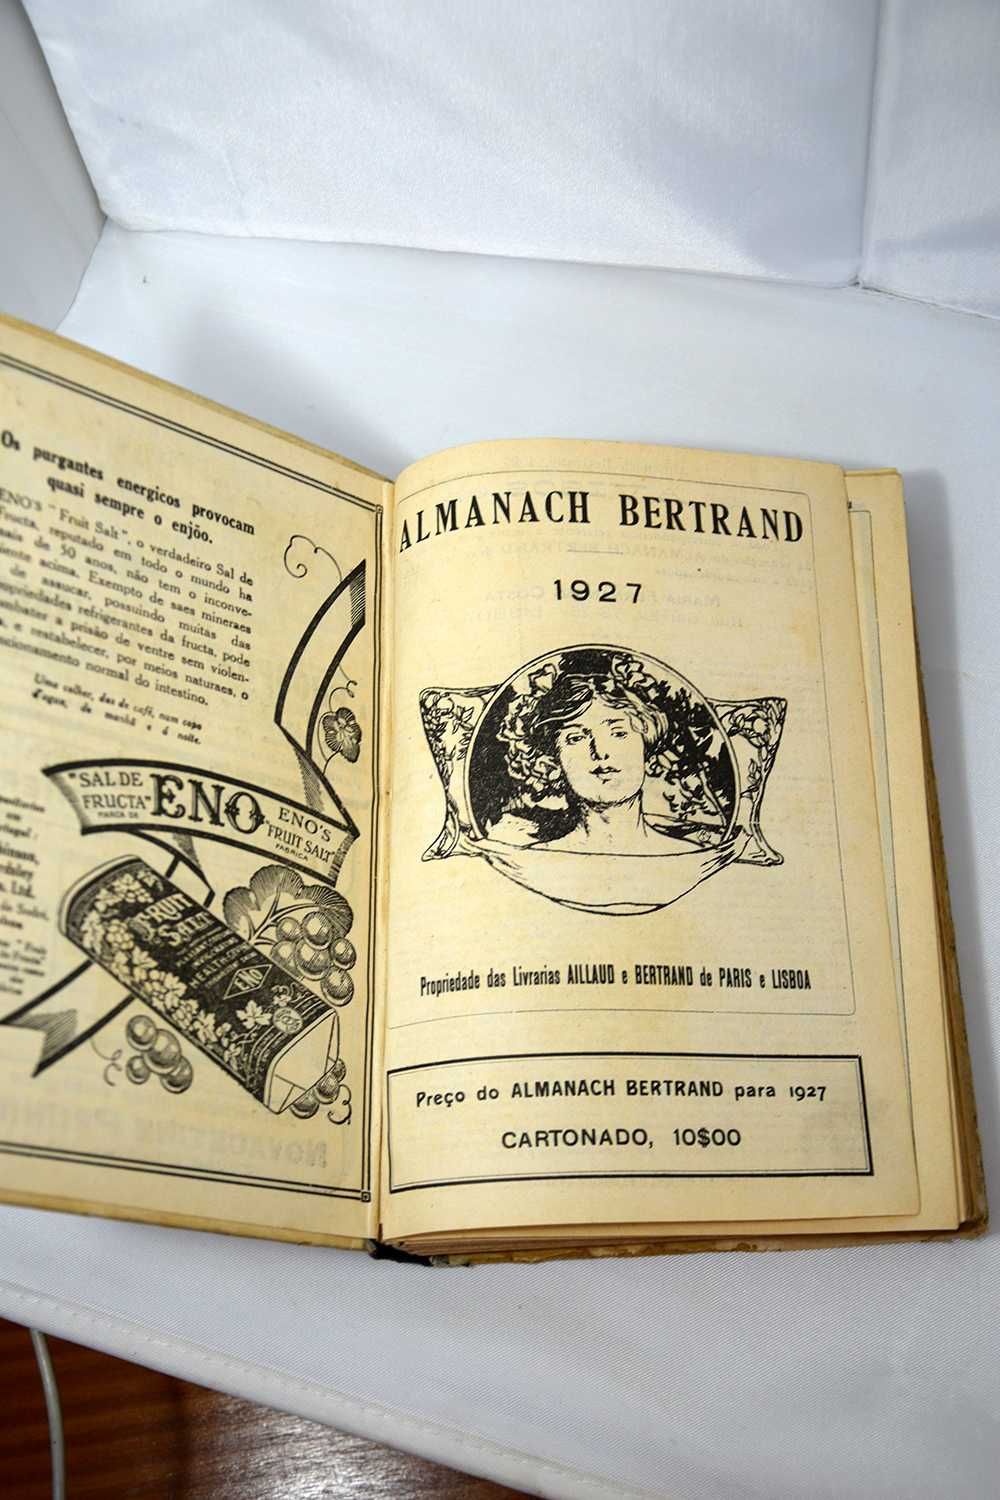 Os purgantes energicos provocam
quasi sempre o enjôo.
ENO'S "Fruit Salt", o verdadeiro Sal de
Fructa, reputado em todo o mundo ha
mais de 50 anos, não tem o inconve-
niente acima. Exemplo de saes mineraes
de assucar, possuindo muitas das
propriedades refrigerantes da fructa, pode
combater a prisão de ventre sem violen-
e restabelecer, por meios naturaes, o
funcionamento normal do intestino.
Uma colher, das de café, num copo
d'agua, de manhã e á noite.
"SAL DE
FRUCTA"
MARCA DE
ENO
ENO'S
"FRUIT SALT"
FABRICA
FRUIT
SALT
ENO
Ltd.
ALMANACH BERTRAND
1927
Propriedade das Livrarias AILLAUD e BERTRAND de PARIS e LISBOA
Preço do ALMANACH BERTRAND para 1927
CARTONADO, 10$00